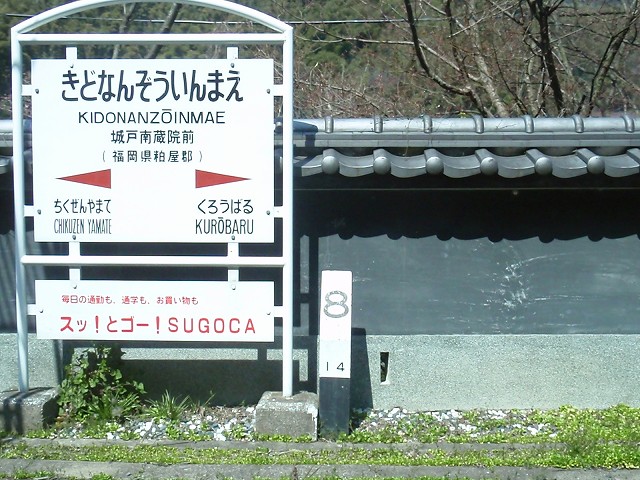 きどなんぞういんまえ
KIDONANZŌINMAE
城戸南蔵院前
(福岡県粕屋郡)
ちくぜんやまて くろうばる
CHIKUZEN YAMATE KURŌBARU
毎日の通勤も、通学も、お買い物も
スッ!とゴー!SUGOCA
8
14